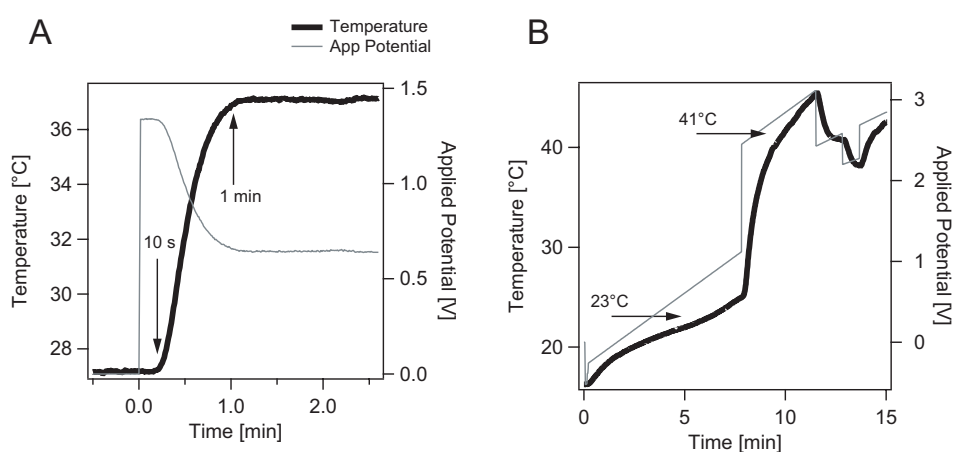 A
Temperature
App Potential
Temperature [°C]
36
34
32
30
28
1.5
1.0
0.5
0.0
Applied Potential [V]
10 s
1 min
0.0
1.0
2.0
Time [min]
B
Temperature [°C]
40
30
20
3
2
1
0
Applied Potential [V]
41°C
23°C
0
5
10
15
Time [min]